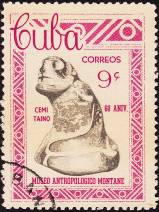 Cuba
CORREOS
9¢
CEMI
TAINO
60 ANIV.
MUSEO ANTROPOLOGICO MONTANE